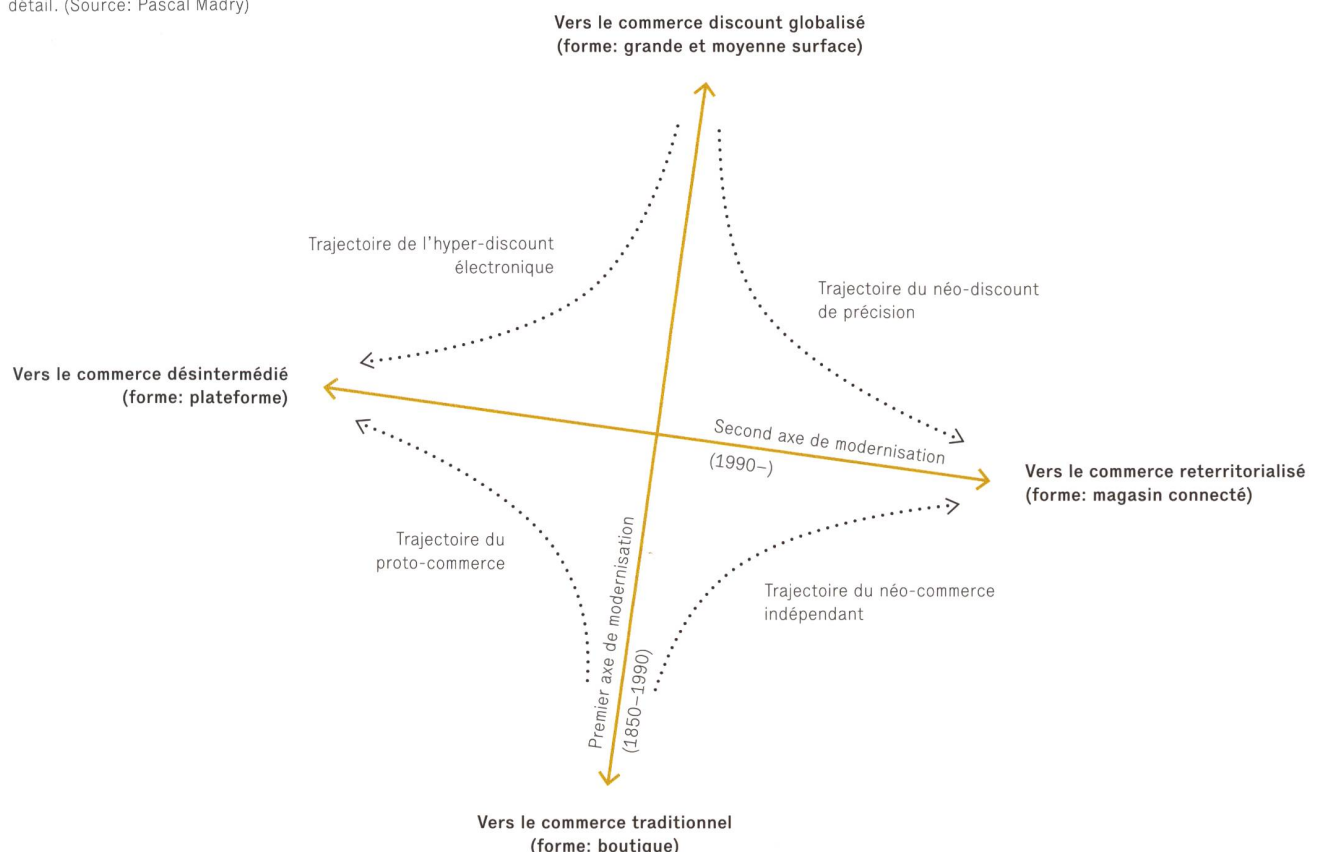 détail. (Source: Pascal Madry)
Vers le commerce discount globalisé
(forme: grande et moyenne surface)
Trajectoire de l'hyper-discount
électronique
Trajectoire du néo-discount
de précision
Vers le commerce désintermédié
(forme: plateforme)
Second axe de modernisation
(1990–)
Vers le commerce reterritorialisé
(forme: magasin connecté)
Trajectoire du
proto-commerce
Premier axe de modernisation
(1850–1990)
Trajectoire du néo-commerce
indépendant
Vers le commerce traditionnel
(forme: boutique)